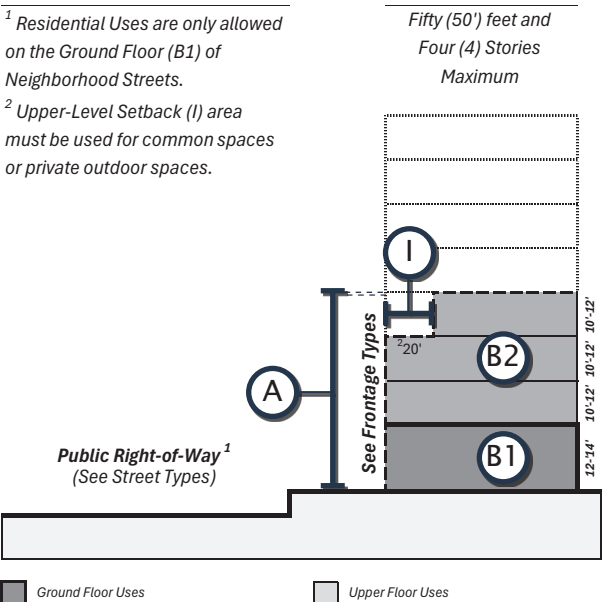 ¹ Residential Uses are only allowed
on the Ground Floor (B1) of
Neighborhood Streets.
² Upper-Level Setback (I) area
must be used for common spaces
or private outdoor spaces.
Fifty (50') feet and
Four (4) Stories
Maximum
I
²20'
A
B2
B1
See Frontage Types
10'-12'
10'-12'
10'-12'
12-'14'
Public Right-of-Way ¹
(See Street Types)
Ground Floor Uses
Upper Floor Uses